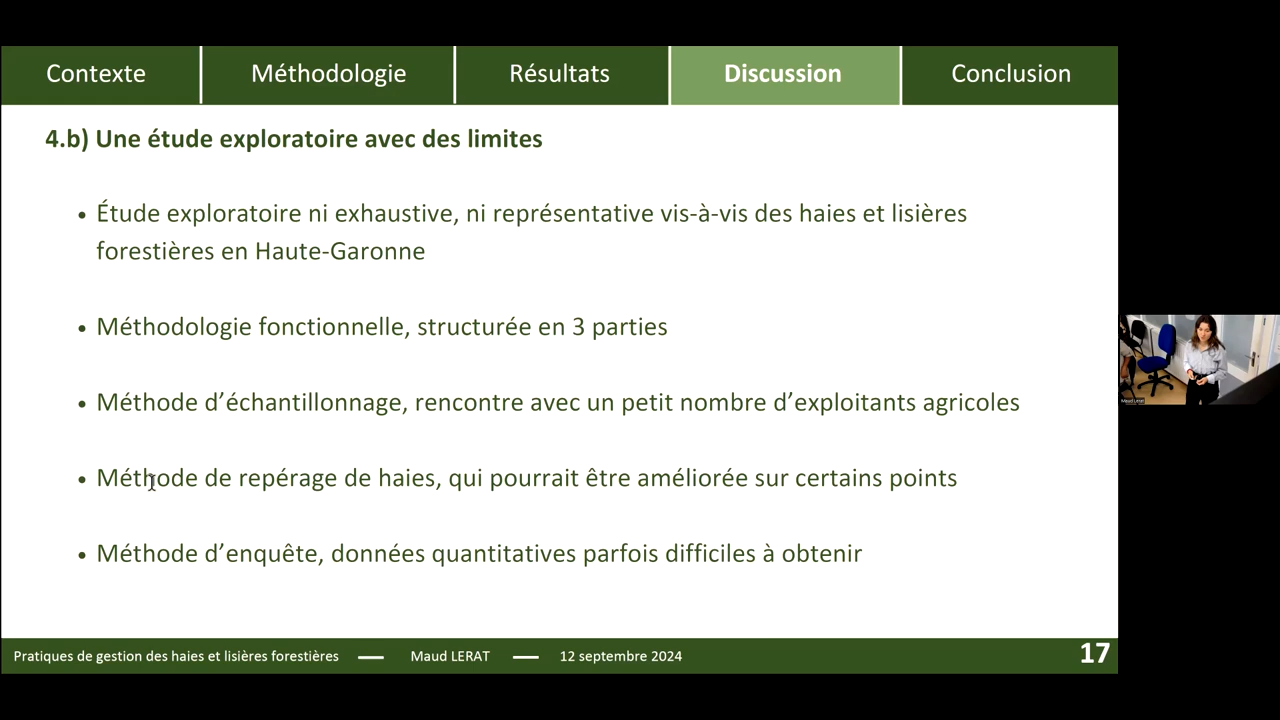 Contexte
Méthodologie
Résultats
Discussion
Conclusion
4.b) Une étude exploratoire avec des limites
• Étude exploratoire ni exhaustive, ni représentative vis-à-vis des haies et lisières
forestières en Haute-Garonne
• Méthodologie fonctionnelle, structurée en 3 parties
• Méthode d’échantillonnage, rencontre avec un petit nombre d’exploitants agricoles
• Méthode de repérage de haies, qui pourrait être améliorée sur certains points
• Méthode d’enquête, données quantitatives parfois difficiles à obtenir
Maud LERAT
Pratiques de gestion des haies et lisières forestières — Maud LERAT — 12 septembre 2024
17